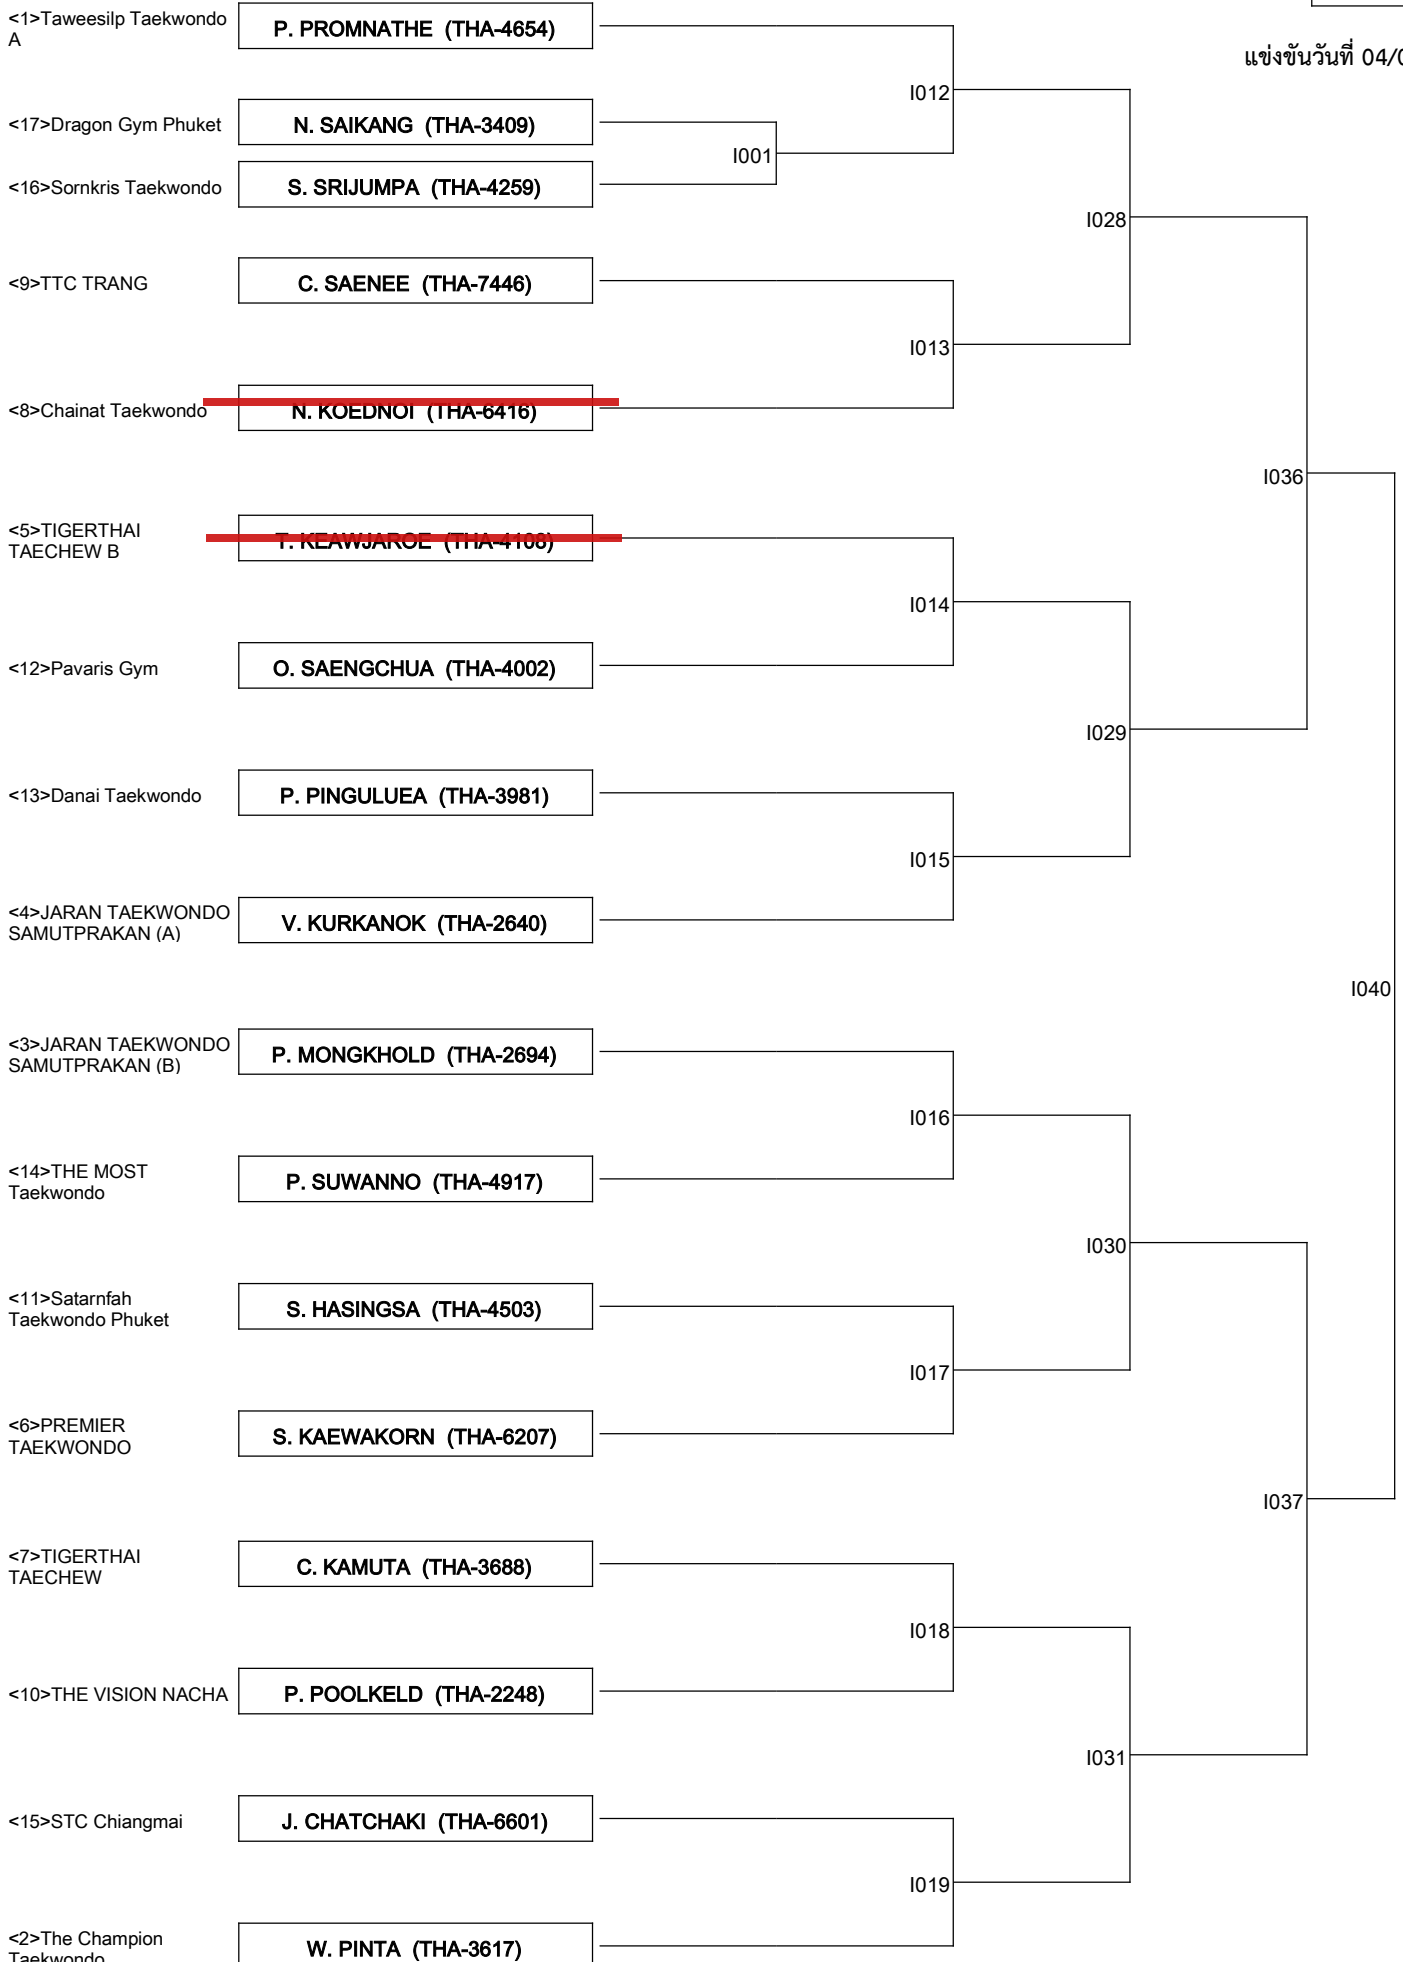 <1>Taweesilp Taekwondo
A
P. PROMNATHE (THA-4654)
แข่งขันวันที่ 04/0
I012
<17>Dragon Gym Phuket
N. SAIKANG (THA-3409)
I001
<16>Sornkris Taekwondo
S. SRIJUMPA (THA-4259)
I028
<9>TTC TRANG
C. SAENEE (THA-7446)
I013
<8>Chainat Taekwondo
N. KOEDNOI (THA-6416)
I036
<5>TIGERTHAI
TAECHEW B
T. KEAWJAROE (THA-4108)
I014
<12>Pavaris Gym
O. SAENGCHUA (THA-4002)
I029
<13>Danai Taekwondo
P. PINGULUEA (THA-3981)
I015
<4>JARAN TAEKWONDO
SAMUTPRAKAN (A)
V. KURKANOK (THA-2640)
I040
<3>JARAN TAEKWONDO
SAMUTPRAKAN (B)
P. MONGKHOLD (THA-2694)
I016
<14>THE MOST
Taekwondo
P. SUWANNO (THA-4917)
I030
<11>Satarnfah
Taekwondo Phuket
S. HASINGSA (THA-4503)
I017
<6>PREMIER
TAEKWONDO
S. KAEWAKORN (THA-6207)
I037
<7>TIGERTHAI
TAECHEW
C. KAMUTA (THA-3688)
I018
<10>THE VISION NACHA
P. POOLKELD (THA-2248)
I031
<15>STC Chiangmai
J. CHATCHAKI (THA-6601)
I019
<2>The Champion
Taekwondo
W. PINTA (THA-3617)